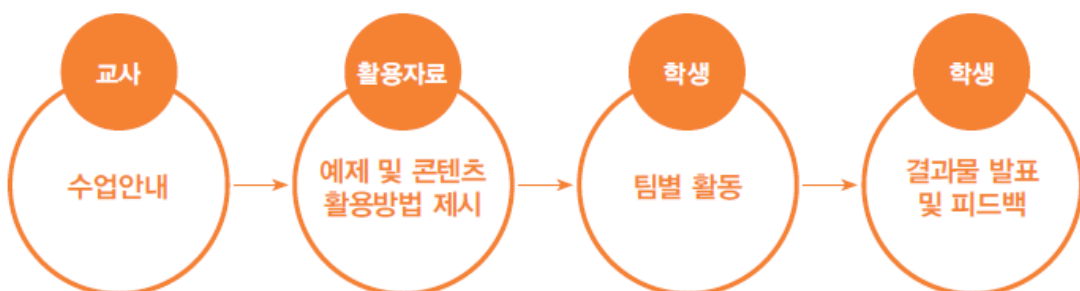 교사
수업안내
활용자료
예제 및 콘텐츠
활용방법 제시
학생
팀별 활동
학생
결과물 발표
및 피드백